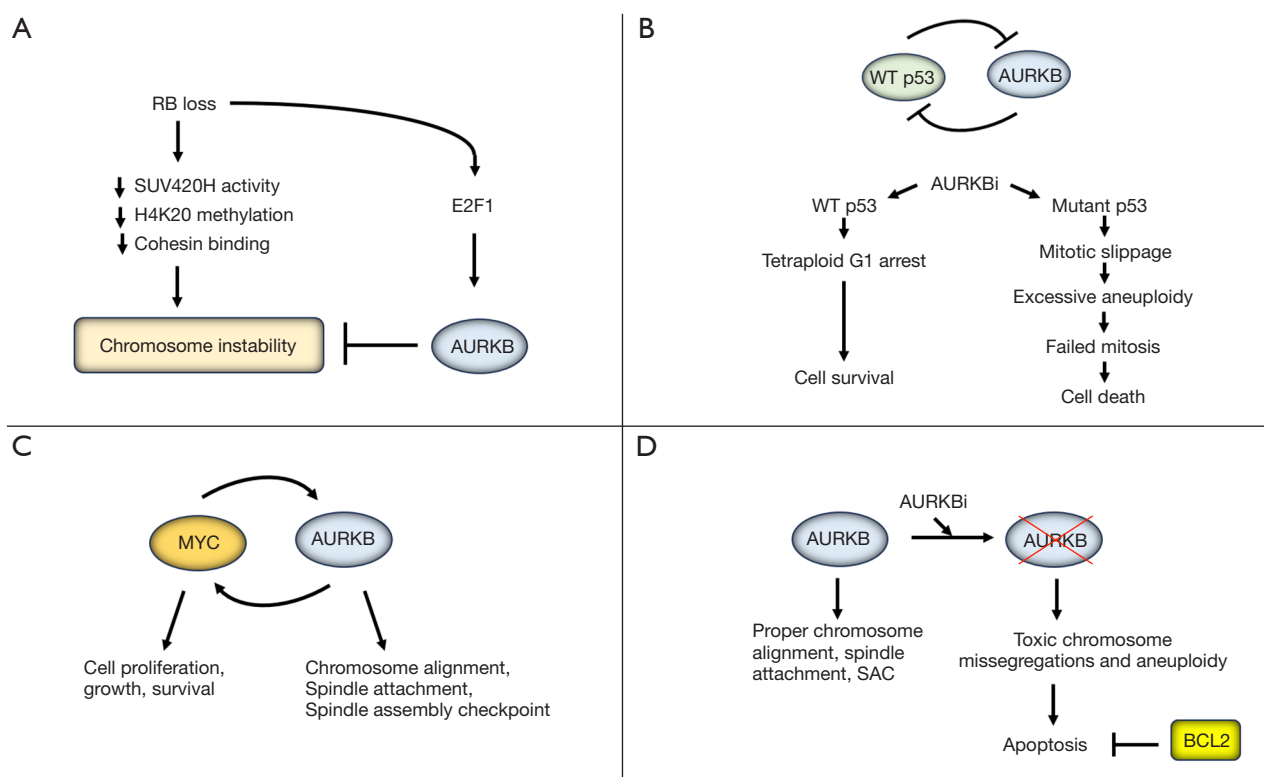 A
RB loss
SUV420H activity
H4K20 methylation
Cohesin binding
E2F1
Chromosome instability
AURKB
B
WT p53
AURKB
AURKBi
WT p53
Mutant p53
Tetraploid G1 arrest
Mitotic slippage
Excessive aneuploidy
Failed mitosis
Cell survival
Cell death
C
MYC
AURKB
Cell proliferation,
growth, survival
Chromosome alignment,
Spindle attachment,
Spindle assembly checkpoint
D
AURKBi
AURKB
AURKB
Proper chromosome
alignment, spindle
attachment, SAC
Toxic chromosome
missegregations and aneuploidy
Apoptosis
BCL2